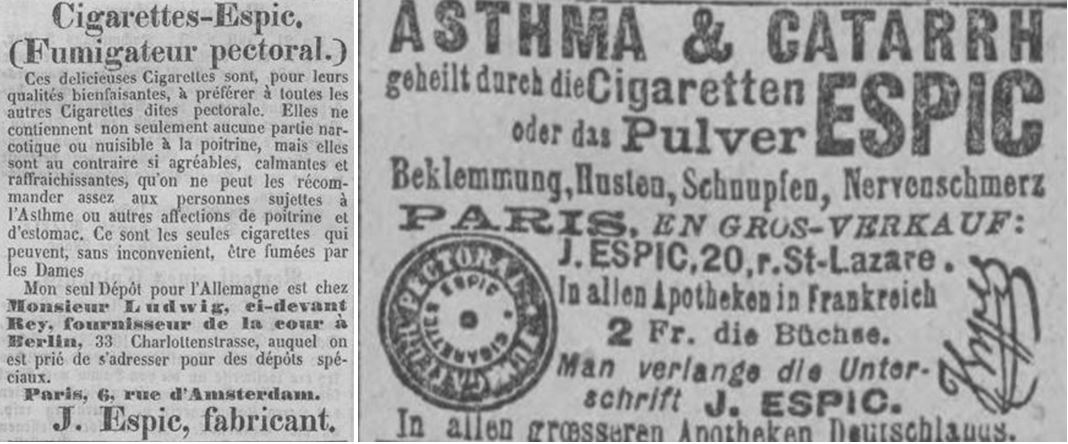 Cigarettes-Espic.
(Fumigateur pectoral.)
Ces delicieuses Cigarettes sont, pour leurs
qualités bienfaisantes, à préférer à toutes les
autres Cigarettes dites pectorale. Elles ne
contiennent non seulement aucune partie nar-
cotique ou nuisible à la poitrine, mais elles
sont au contraire si agréables, calmantes et
raffraichissantes, qu'on ne peut les récom-
mander assez aux personnes sujettes à
l'Asthme ou autres affections de poitrine et
d'estomac. Ce sont les seules cigarettes qui
peuvent, sans inconvenient, être fumées par
les Dames
Mon seul Dépôt pour l'Allemagne est chez
Monsieur Ludwig, ci-devant
Rey, fournisseur de la cour à
Berlin, 33 Charlottenstrasse, auquel on
est prié de s'adresser pour des dépôts spé-
ciaux.
Paris, 6, rue d'Amsterdam.
J. Espic, fabricant.
ASTHMA & CATARRH
geheilt durch die Cigaretten ESPIC
oder das Pulver
Beklemmung, Husten, Schnupfen, Nervenschmerz
PARIS, EN GROS-VERKAUF:
J. ESPIC, 20, r. St-Lazare.
In allen Apotheken in Frankreich
2 Fr. die Büchse.
Man verlange die Unter-
schrift J. ESPIC.
In allen grœsseren Apotheken Deutschlands.
ESPIC
CIGARETTES